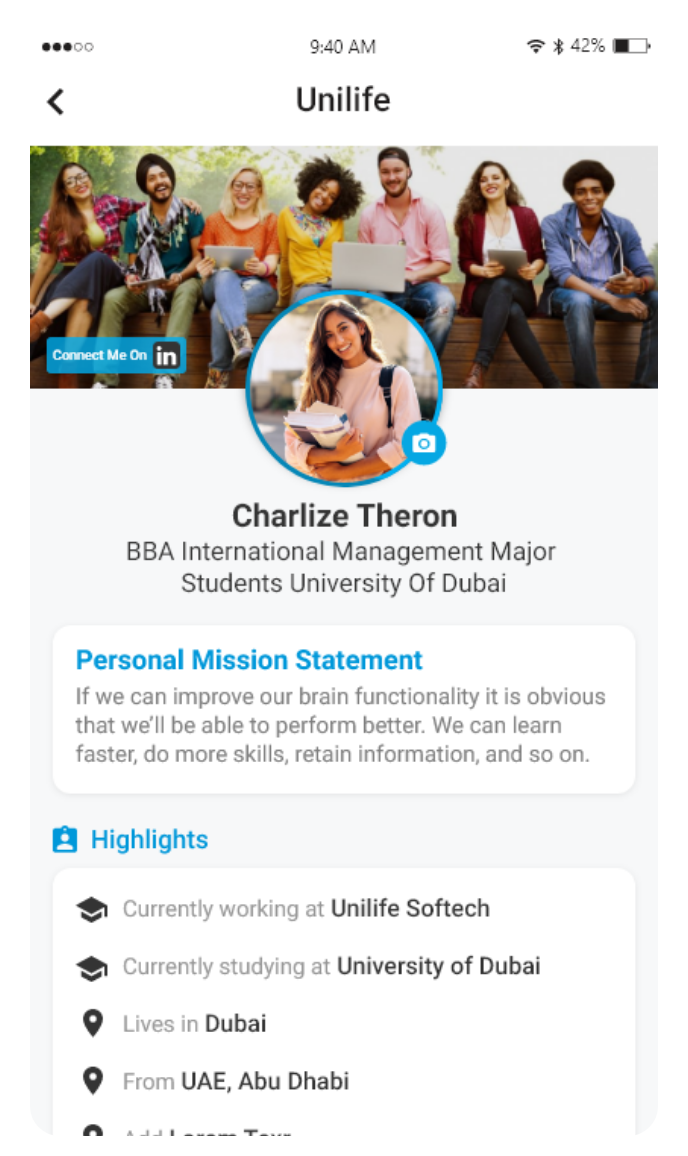 9:40 AM
42%
Unilife
Connect Me On in
Charlize Theron
BBA International Management Major
Students University Of Dubai
Personal Mission Statement
If we can improve our brain functionality it is obvious
that we'll be able to perform better. We can learn
faster, do more skills, retain information, and so on.
Highlights
Currently working at Unilife Softech
Currently studying at University of Dubai
Lives in Dubai
From UAE, Abu Dhabi
Add Lorem Texr